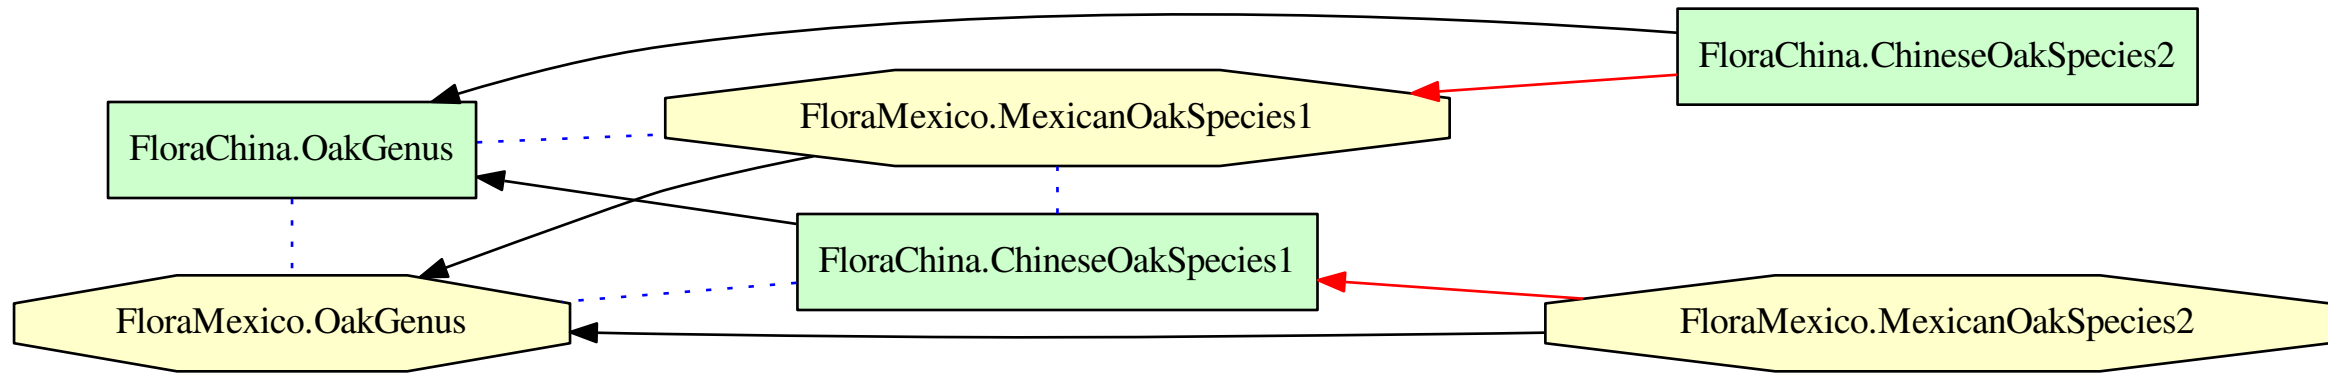 FloraChina.ChineseOakSpecies2
FloraMexico.MexicanOakSpecies1
FloraChina.OakGenus
FloraChina.ChineseOakSpecies1
FloraMexico.OakGenus
FloraMexico.MexicanOakSpecies2